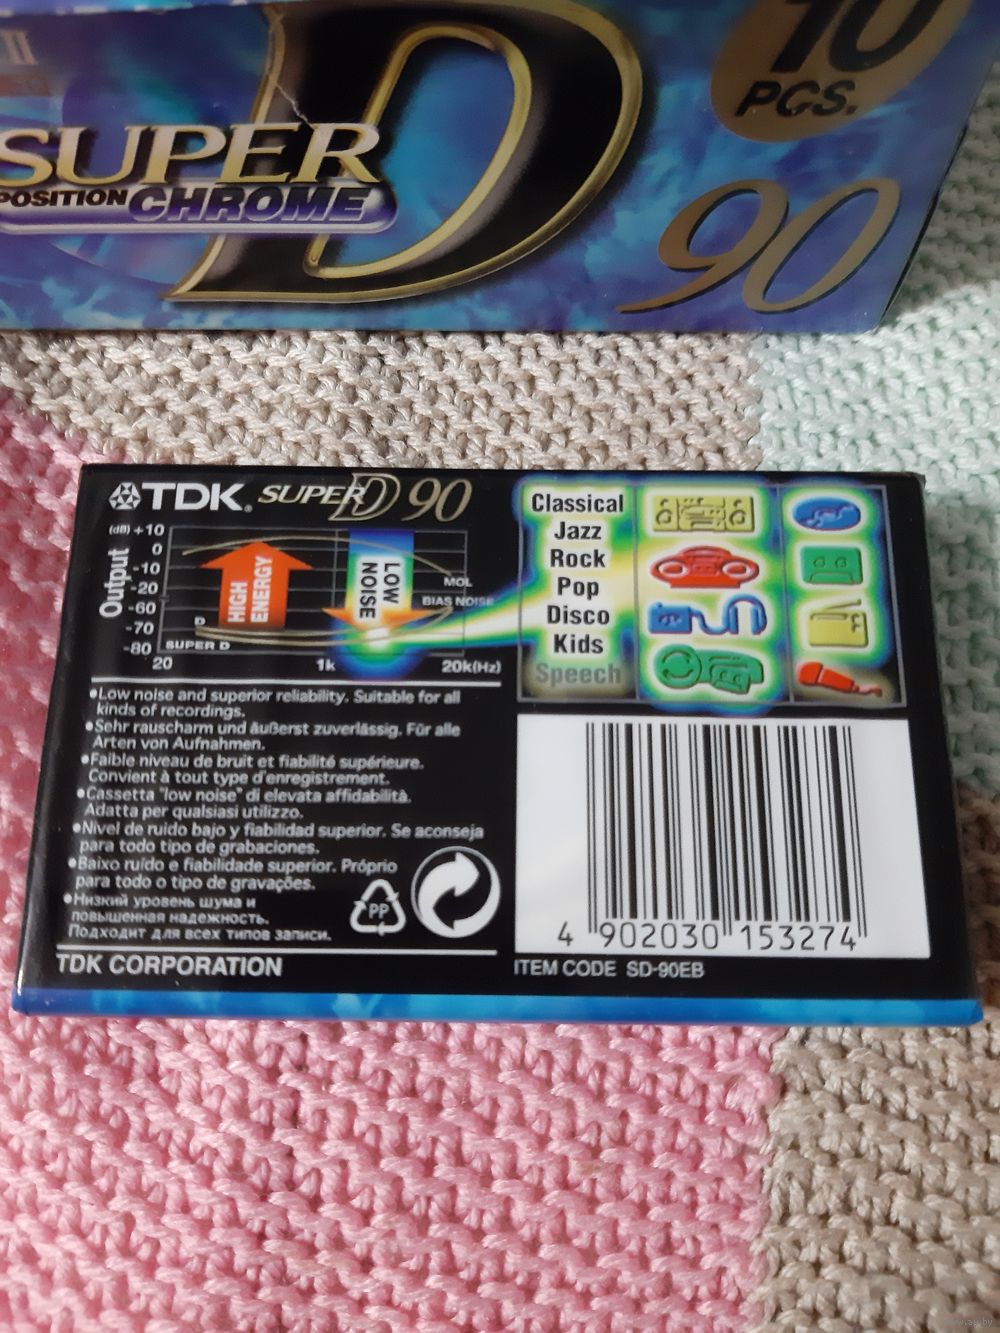 II
10
PCS.
SUPER D
POSITION CHROME
90
TDK. SUPER D 90
(dB) +10
0
-10
-20
-60
-70
-80
Output
HIGH
ENERGY
LOW
NOISE
MOL
BIAS NOISE
D
SUPER D
20 1k 20k(Hz)
Classical
Jazz
Rock
Pop
Disco
Kids
Speech
•Low noise and superior reliability. Suitable for all
kinds of recordings.
•Sehr rauscharm und äußerst zuverlässig. Für alle
Arten von Aufnahmen.
•Faible niveau de bruit et fiabilité supérieure.
Convient à tout type d'enregistrement.
•Cassetta "low noise" di elevata affidabilità.
Adatta per qualsiasi utilizzo.
•Nivel de ruido bajo y fiabilidad superior. Se aconseja
para todo tipo de grabaciones.
•Baixo ruído e fiabilidade superior. Próprio
para todo o tipo de gravações.
•Низкий уровень шума и
повышенная надежность.
Подходит для всех типов записи.
PP
TDK CORPORATION
4 902030 153274
ITEM CODE SD-90EB